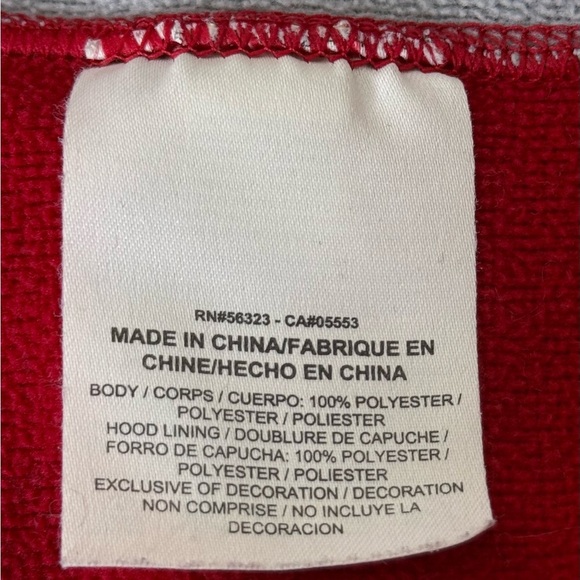 RN#56323 - CA#05553
MADE IN CHINA/FABRIQUE EN
CHINE/HECHO EN CHINA
BODY / CORPS / CUERPO: 100% POLYESTER /
POLYESTER / POLIESTER
HOOD LINING / DOUBLURE DE CAPUCHE /
FORRO DE CAPUCHA: 100% POLYESTER /
POLYESTER / POLIESTER
EXCLUSIVE OF DECORATION / DECORATION
NON COMPRISE / NO INCLUYE LA
DECORACION